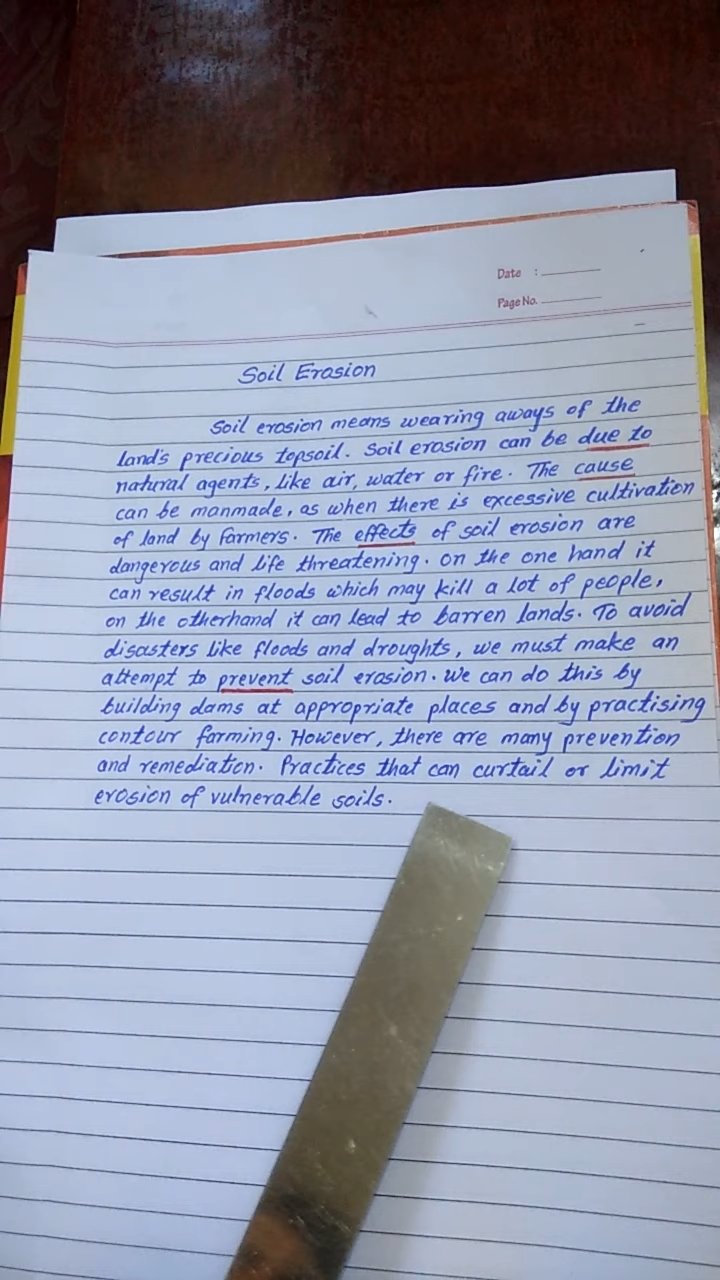 Date :
Page No.
Soil Erosion
Soil erosion means wearing aways of the
land's precious topsoil. Soil erosion can be due to
natural agents, like air, water or fire. The cause
can be manmade, as when there is excessive cultivation
of land by farmers. The effects of soil erosion are
dangerous and life threatening. On the one hand it
can result in floods which may kill a lot of people,
on the otherhand it can lead to barren lands. To avoid
disasters like floods and droughts, we must make an
attempt to prevent soil erosion. We can do this by
building dams at appropriate places and by practising
contour farming. However, there are many prevention
and remediation. Practices that can curtail or limit
erosion of vulnerable soils.